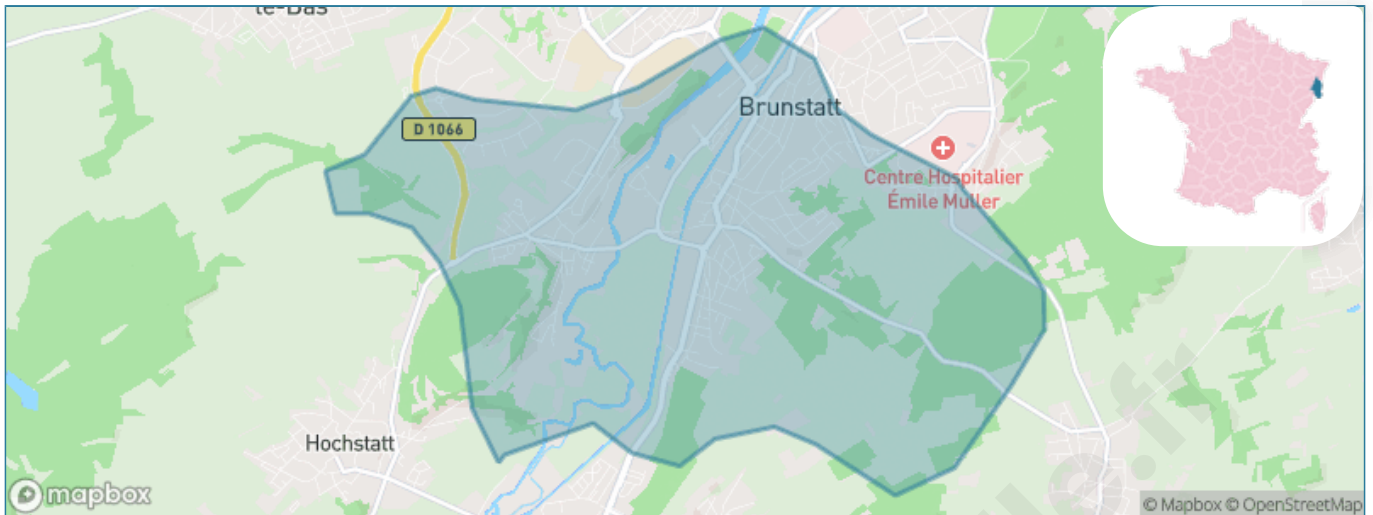 le-Bas
Brunstatt
D 1066
Centre Hospitalier
Émile Muller
Hochstatt
mapbox
© Mapbox © OpenStreetMap